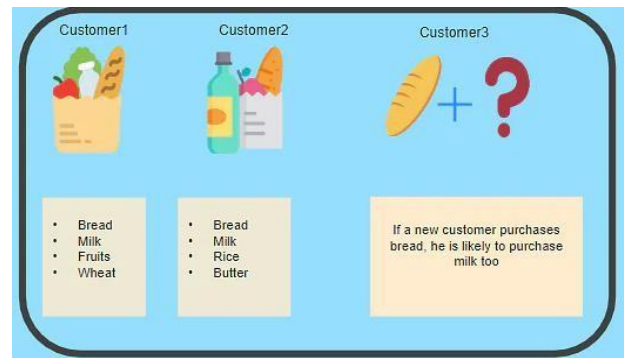 Customer1
Customer2
Customer3
• Bread
• Milk
• Fruits
• Wheat
• Bread
• Milk
• Rice
• Butter
If a new customer purchases
bread, he is likely to purchase
milk too